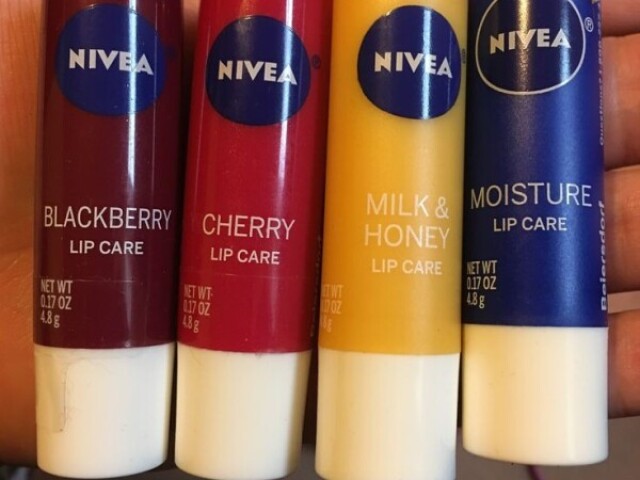 NIVEA
BLACKBERRY
LIP CARE
NET WT
0.17 OZ
4.8 g
NIVEA
CHERRY
LIP CARE
NET WT
0.17 OZ
4.8 g
NIVEA
MILK &
HONEY
LIP CARE
NIVEA
MOISTURE
LIP CARE
NET WT
0.17 OZ
4.8 g
Beiersdorf